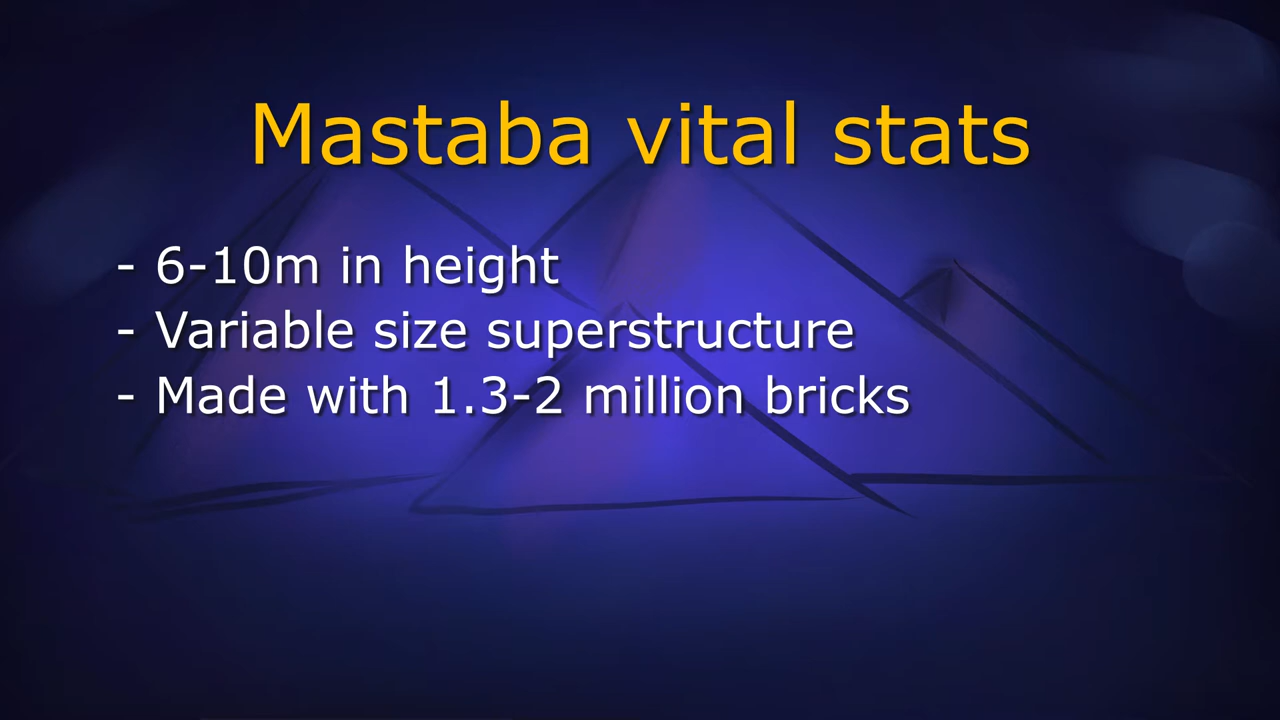 Mastaba vital stats
- 6-10m in height
- Variable size superstructure
- Made with 1.3-2 million bricks